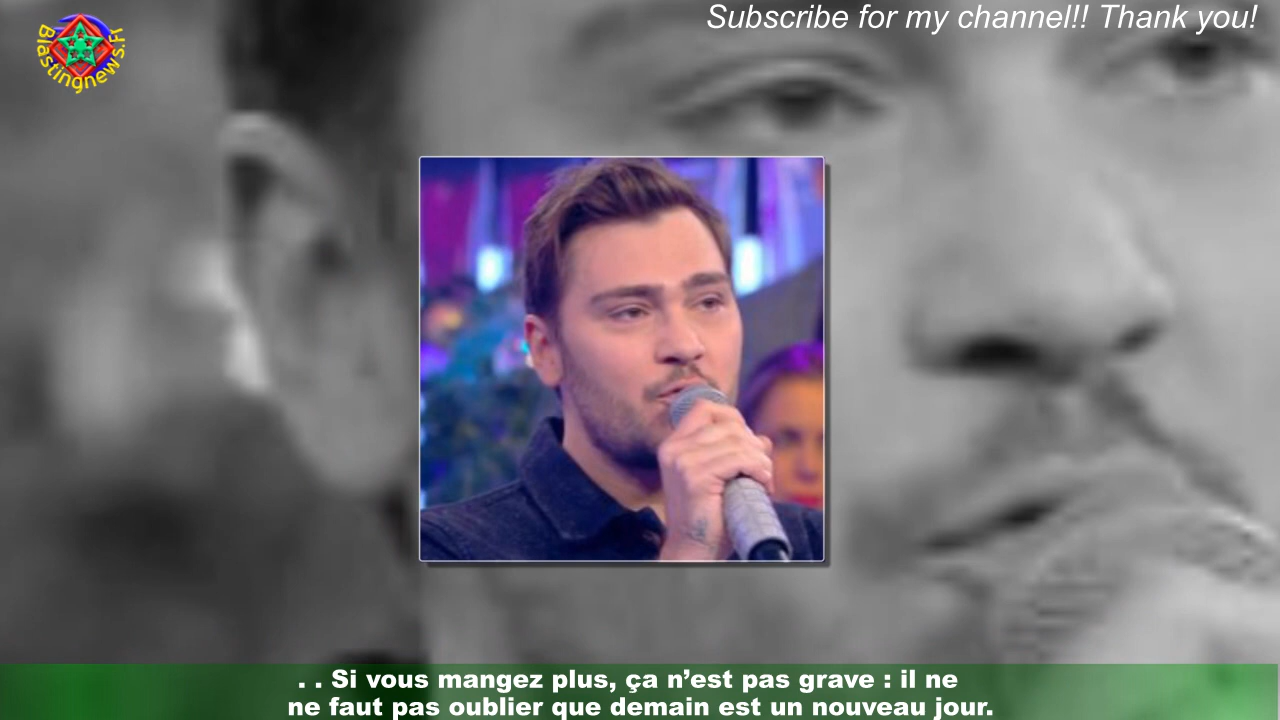 Subscribe for my channel!! Thank you!
Blastingnews.Fr
. . Si vous mangez plus, ça n’est pas grave : il ne
ne faut pas oublier que demain est un nouveau jour.